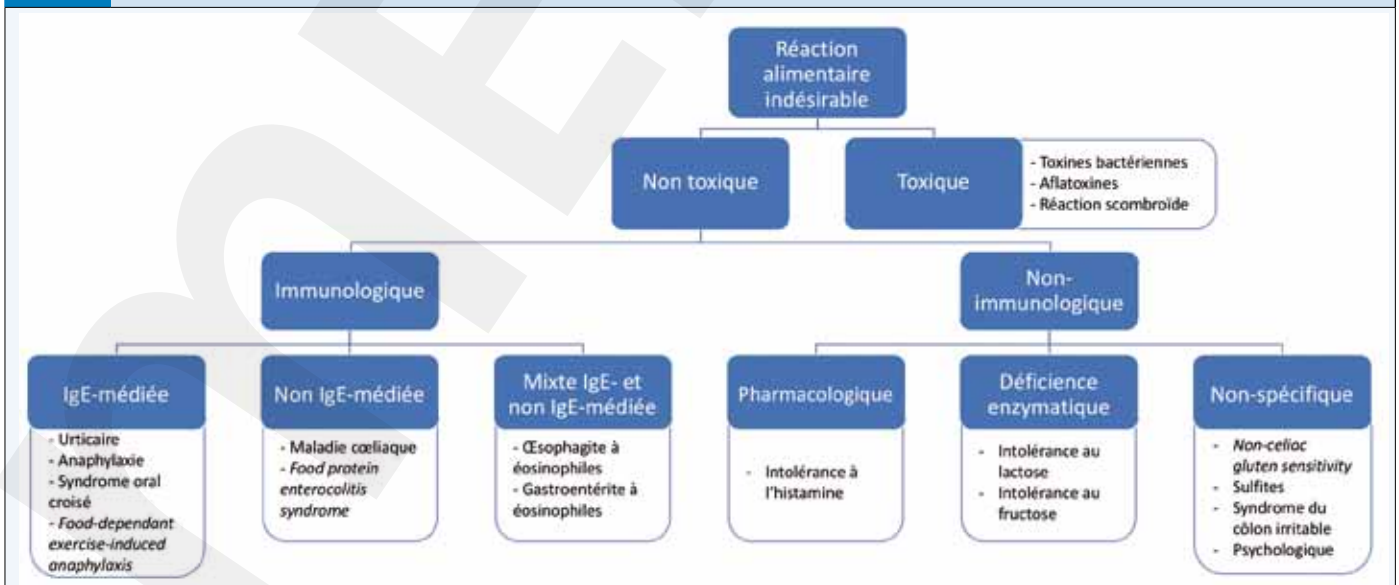 Réaction
alimentaire
indésirable
Non toxique
Toxique
- Toxines bactériennes
- Aflatoxines
- Réaction scombroïde
Immunologique
Non-
immunologique
IgE-médiée
- Urticaire
- Anaphylaxie
- Syndrome oral
croisé
- Food-dependant
exercise-induced
anaphylaxis
Non IgE-médiée
- Maladie cœliaque
- Food protein
enterocolitis
syndrome
Mixte IgE- et
non IgE-médiée
- Œsophagite à
éosinophiles
- Gastroentérite à
éosinophiles
Pharmacologique
- Intolérance à
l'histamine
Déficience
enzymatique
- Intolérance au
lactose
- Intolérance au
fructose
Non-spécifique
- Non-celiac
gluten sensitivity
- Sulfites
- Syndrome du
côlon irritable
- Psychologique